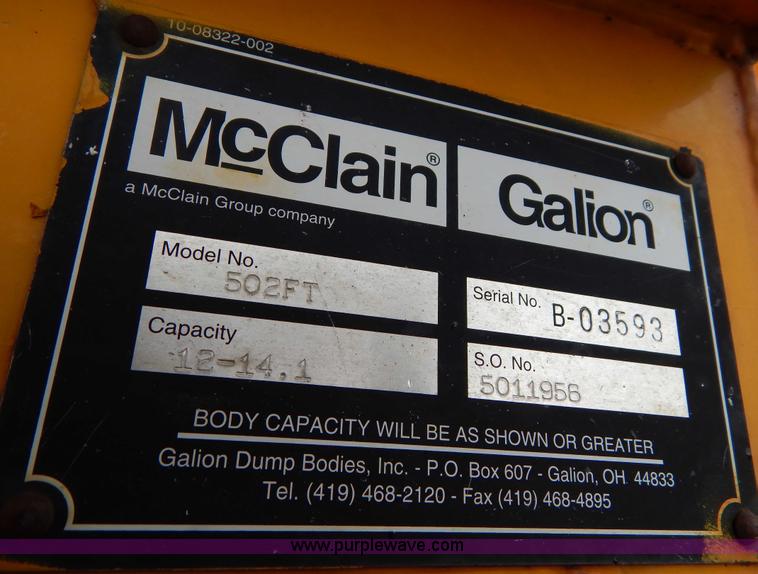 10-08322-002
McClain® Galion®
a McClain Group company
Model No. 502FT
Serial No. B-03593
Capacity 12-14.1
S.O. No. 5011956
BODY CAPACITY WILL BE AS SHOWN OR GREATER
Galion Dump Bodies, Inc. - P.O. Box 607 - Galion, OH 44833
Tel. (419) 468-2120 - Fax (419) 468-4895
www.purplewave.com